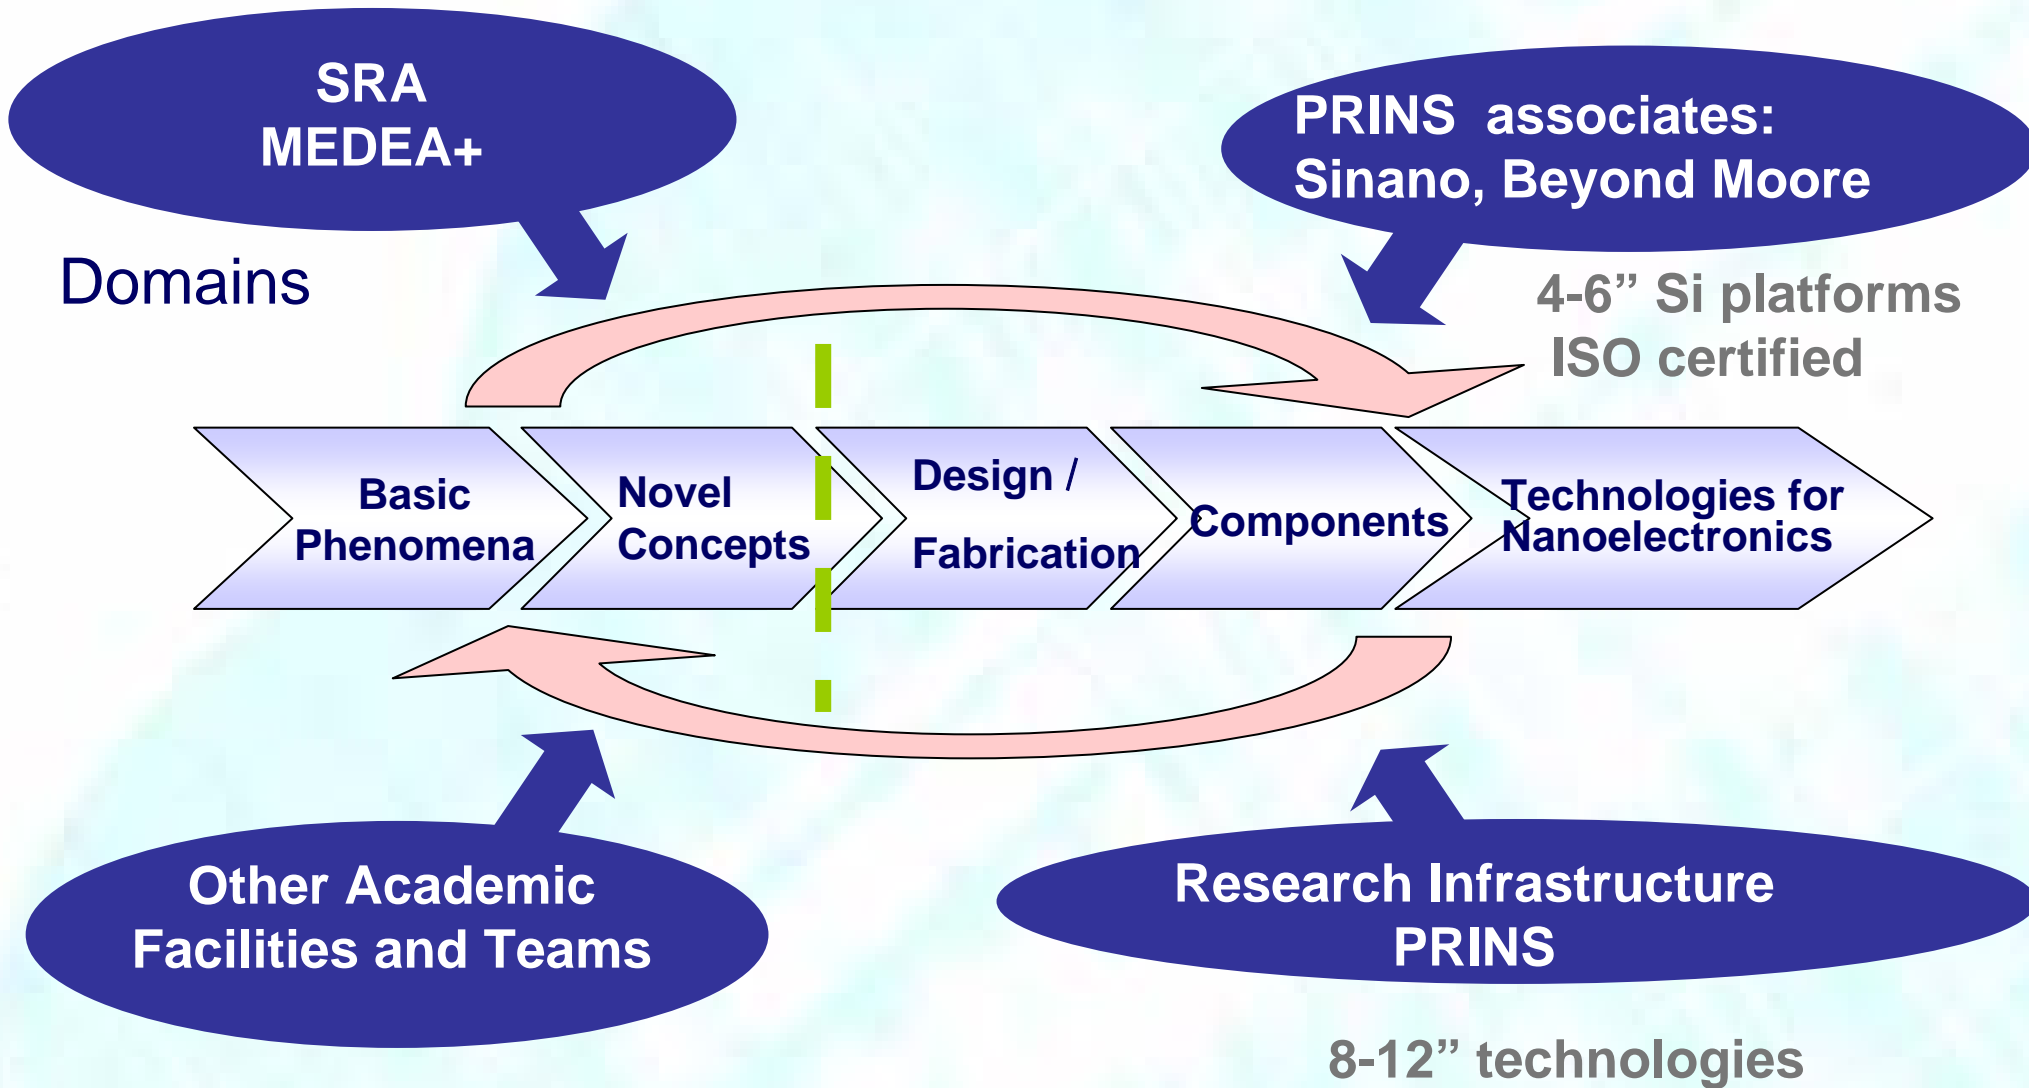 SRA
MEDEA+
PRINS associates:
Sinano, Beyond Moore
Domains
4-6” Si platforms
ISO certified
Basic
Phenomena
Novel
Concepts
Design /
Fabrication
Components
Technologies for
Nanoelectronics
Other Academic
Facilities and Teams
Research Infrastructure
PRINS
8-12” technologies